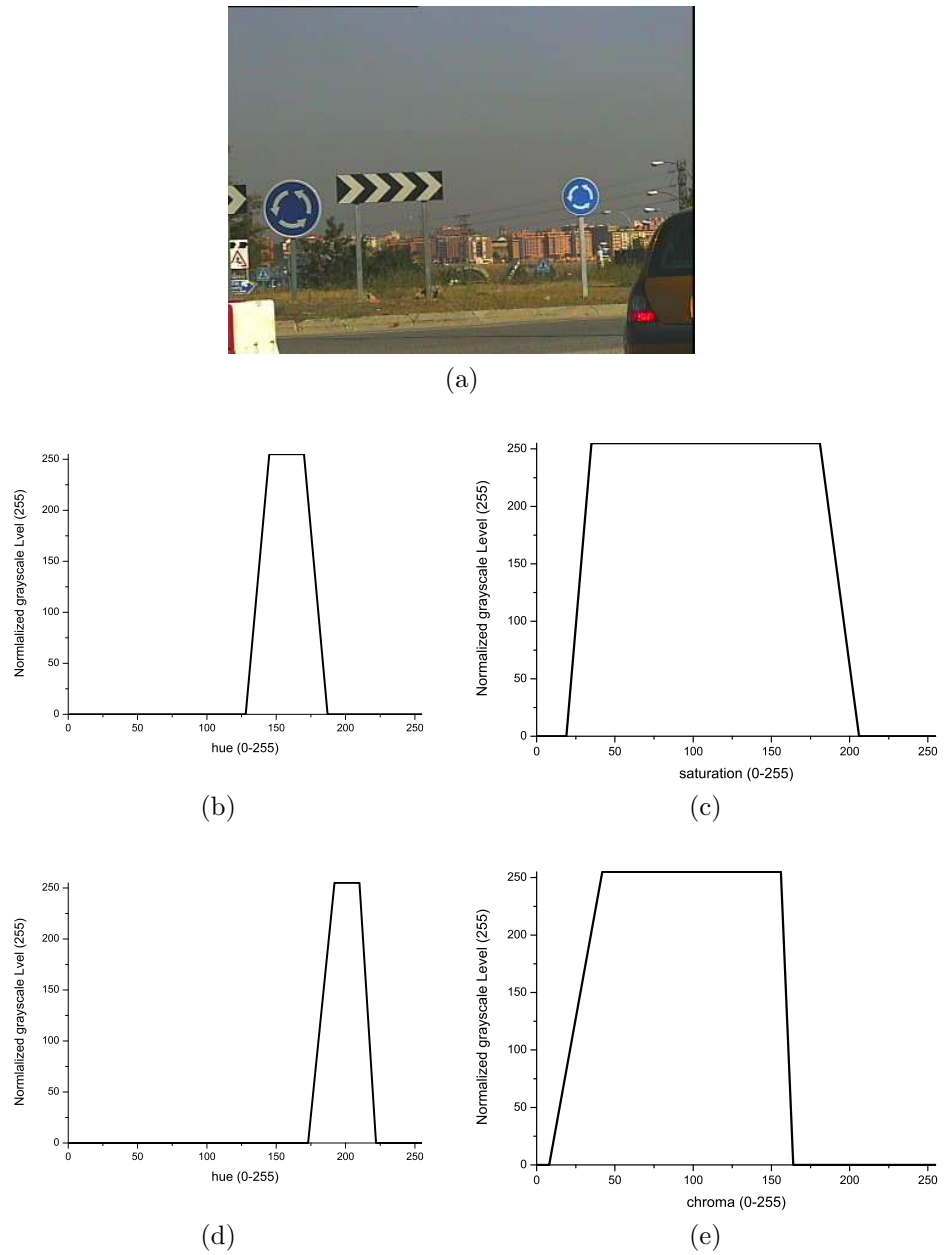 (a)
Normlalized grayscale Lvel (255)
250
200
150
100
50
0
0 50 100 150 200 250
hue (0-255)
(b)
Normalized grayscale Level (255)
250
200
150
100
50
0
0 50 100 150 200 250
saturation (0-255)
(c)
Normlalized grayscale Lvel (255)
250
200
150
100
50
0
0 50 100 150 200 250
hue (0-255)
(d)
Normalized grayscale Level (255)
250
200
150
100
50
0
0 50 100 150 200 250
chroma (0-255)
(e)